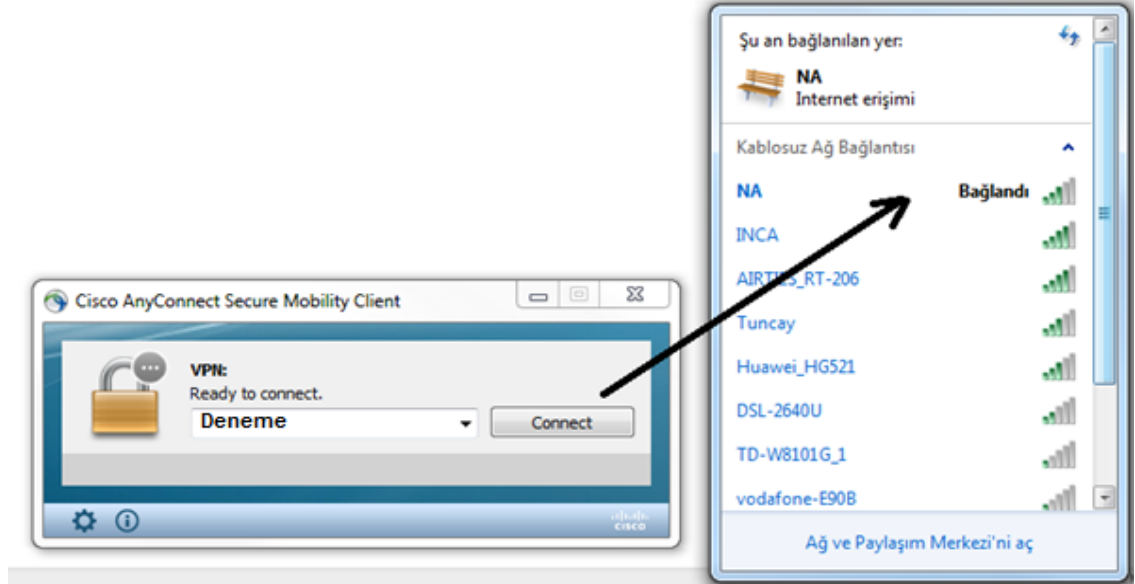 Cisco AnyConnect Secure Mobility Client
VPN:
Ready to connect.
Deneme
Connect
cisco
Şu an bağlanılan yer:
NA
Internet erişimi
Kablosuz Ağ Bağlantısı
NA Bağlandı
INCA
AIRTIES_RT-206
Tuncay
Huawei_HG521
DSL-2640U
TD-W8101G_1
vodafone-E90B
Ağ ve Paylaşım Merkezi'ni aç